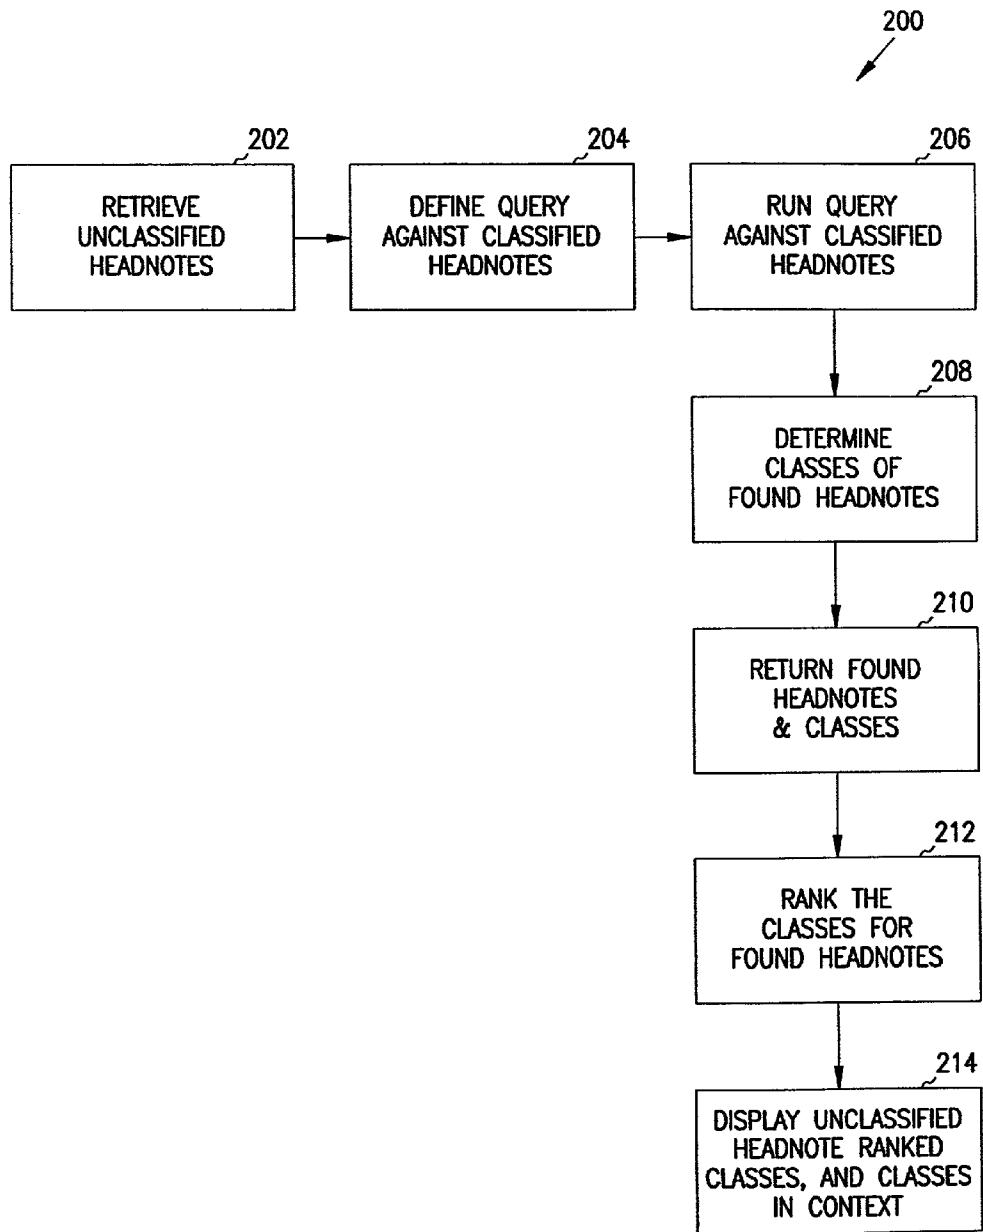 200
202
RETRIEVE
UNCLASSIFIED
HEADNOTES
204
DEFINE QUERY
AGAINST CLASSIFIED
HEADNOTES
206
RUN QUERY
AGAINST CLASSIFIED
HEADNOTES
208
DETERMINE
CLASSES OF
FOUND HEADNOTES
210
RETURN FOUND
HEADNOTES
& CLASSES
212
RANK THE
CLASSES FOR
FOUND HEADNOTES
214
DISPLAY UNCLASSIFIED
HEADNOTE RANKED
CLASSES, AND CLASSES
IN CONTEXT